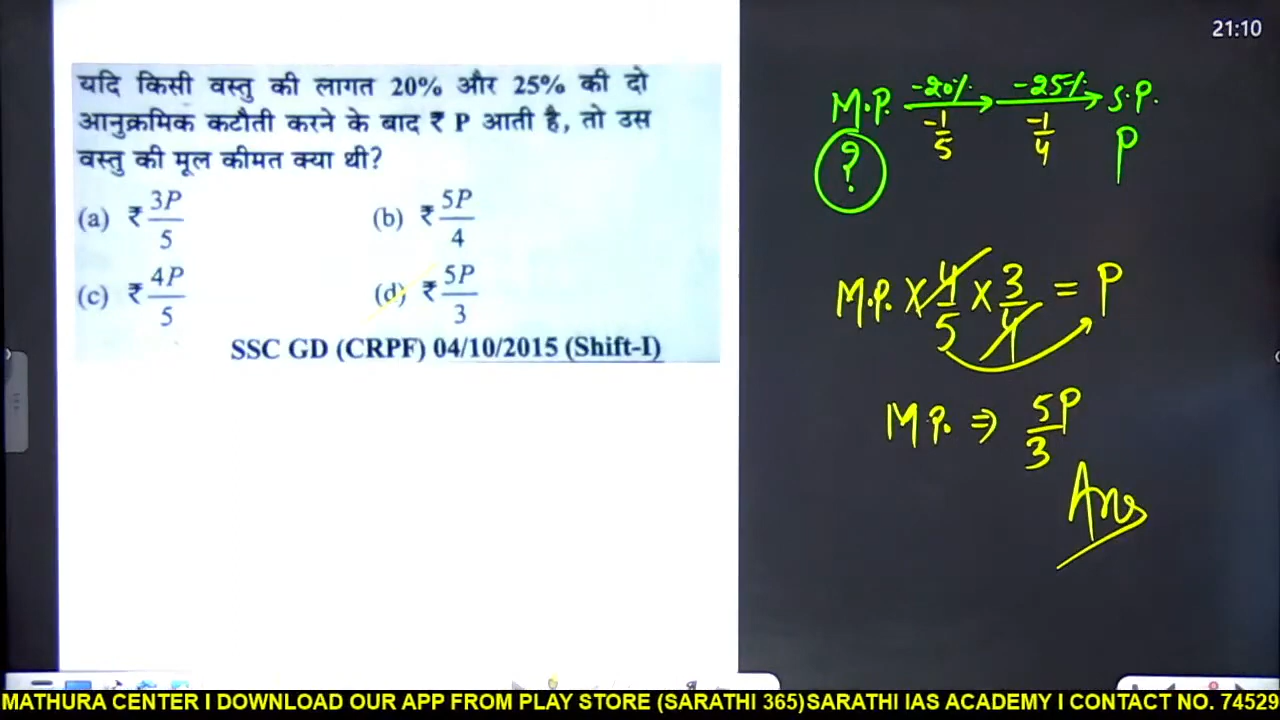 21:10
यदि किसी वस्तु की लागत 20% और 25% की दो
आनुक्रमिक कटौती करने के बाद ₹ P आती है, तो उस
वस्तु की मूल कीमत क्या थी?
(a) ₹ 3P/5 (b) ₹ 5P/4
(c) ₹ 4P/5 (d) ₹ 5P/3
SSC GD (CRPF) 04/10/2015 (Shift-I)
M.P. -20% -25% S.P.
-1/5 -1/4 P
?
M.P. × 4/5 × 3/4 = P
M.P. ⇒ 5P/3
Ans
MATHURA CENTER I DOWNLOAD OUR APP FROM PLAY STORE (SARATHI 365)SARATHI IAS ACADEMY I CONTACT NO. 74529